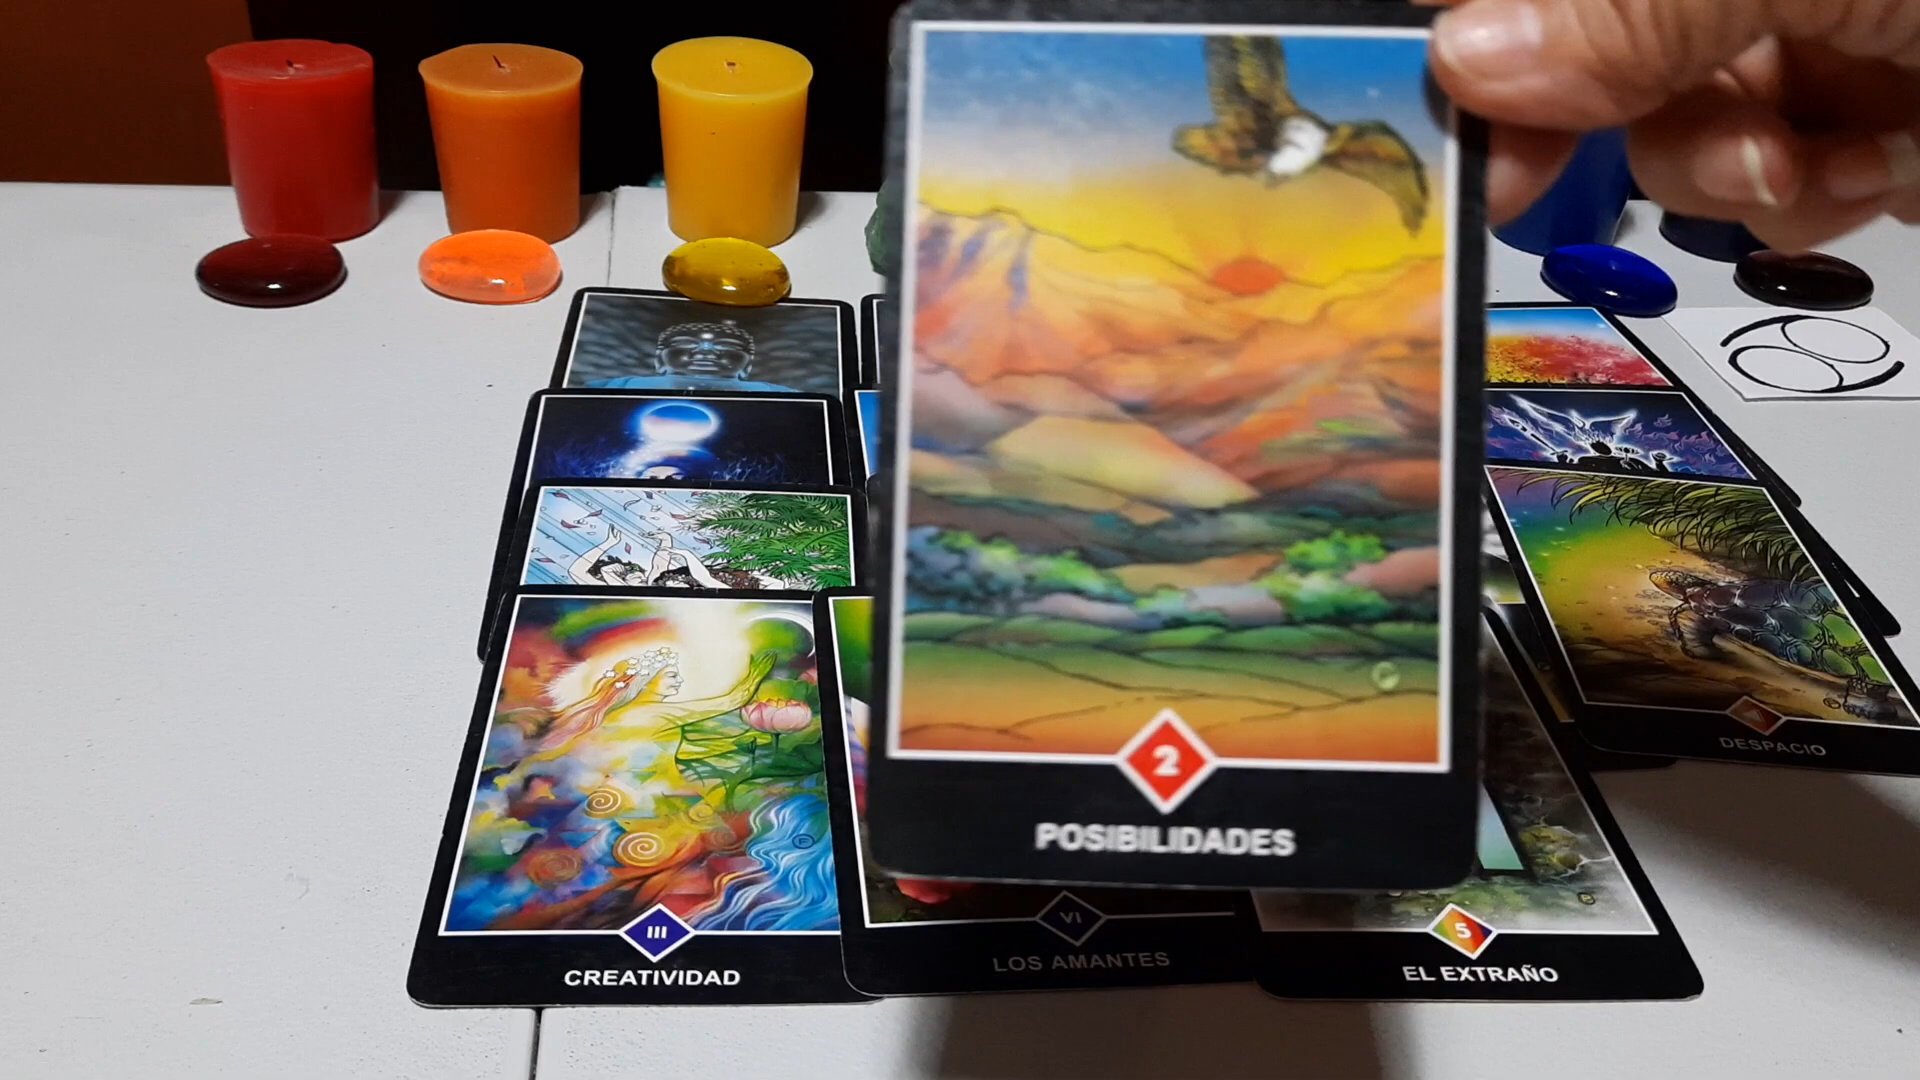 2
POSIBILIDADES
DESPACIO
III
CREATIVIDAD
VI
LOS AMANTES
5
EL EXTRAÑO